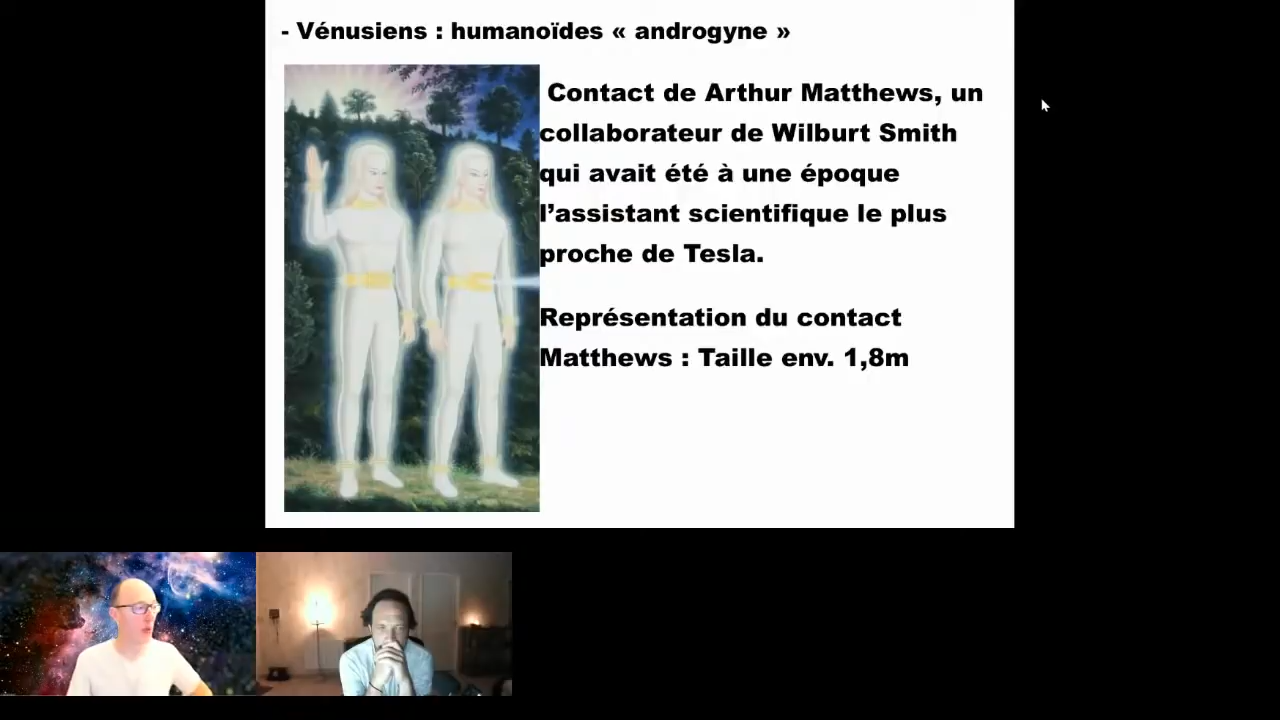 - Vénusiens : humanoïdes « androgyne »
Contact de Arthur Matthews, un
collaborateur de Wilburt Smith
qui avait été à une époque
l’assistant scientifique le plus
proche de Tesla.
Représentation du contact
Matthews : Taille env. 1,8m